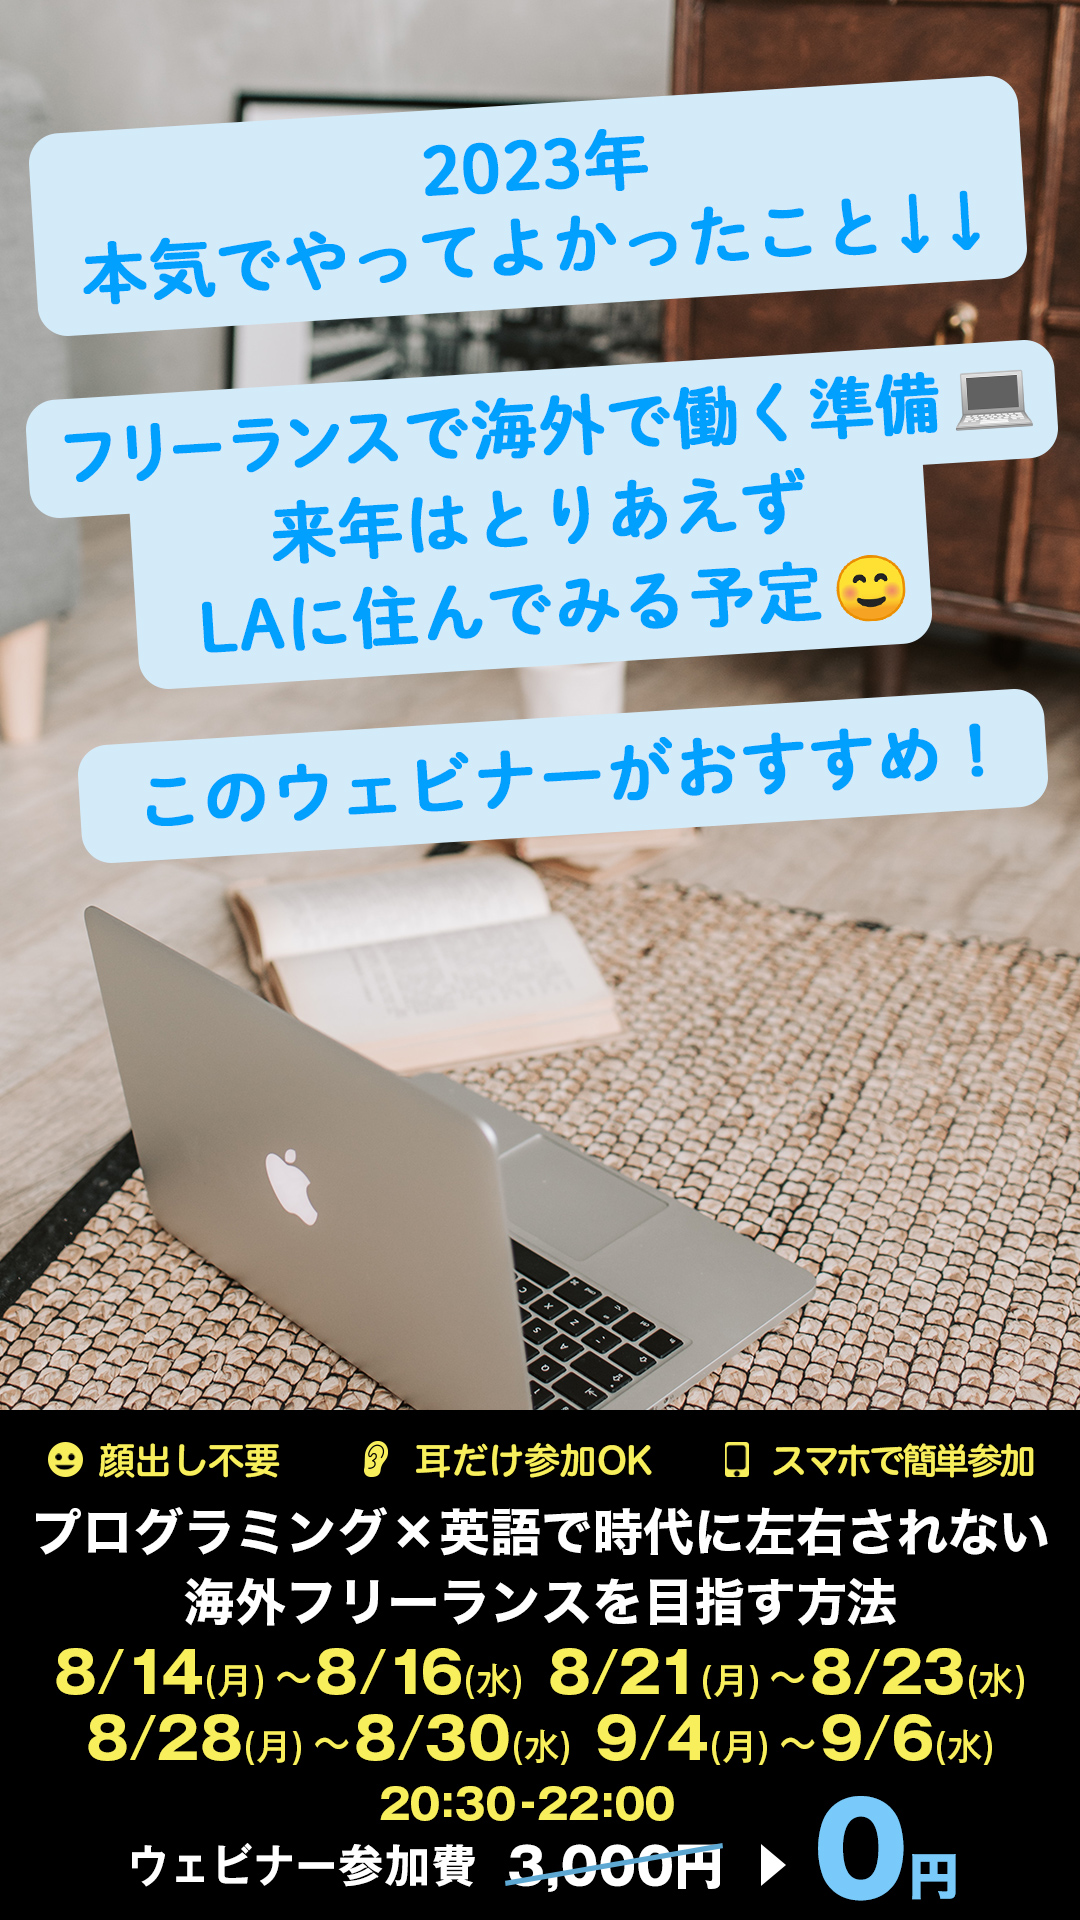 2023年
本気でやってよかったこと↓↓
フリーランスで海外で働く準備💻
来年はとりあえず
LAに住んでみる予定😊
このウェビナーがおすすめ！
顔出し不要 耳だけ参加OK スマホで簡単参加
プログラミング×英語で時代に左右されない
海外フリーランスを目指す方法
8/14(月)～8/16(水) 8/21(月)～8/23(水)
8/28(月)～8/30(水) 9/4(月)～9/6(水)
20:30-22:00
ウェビナー参加費 3,000円 ▶ 0円